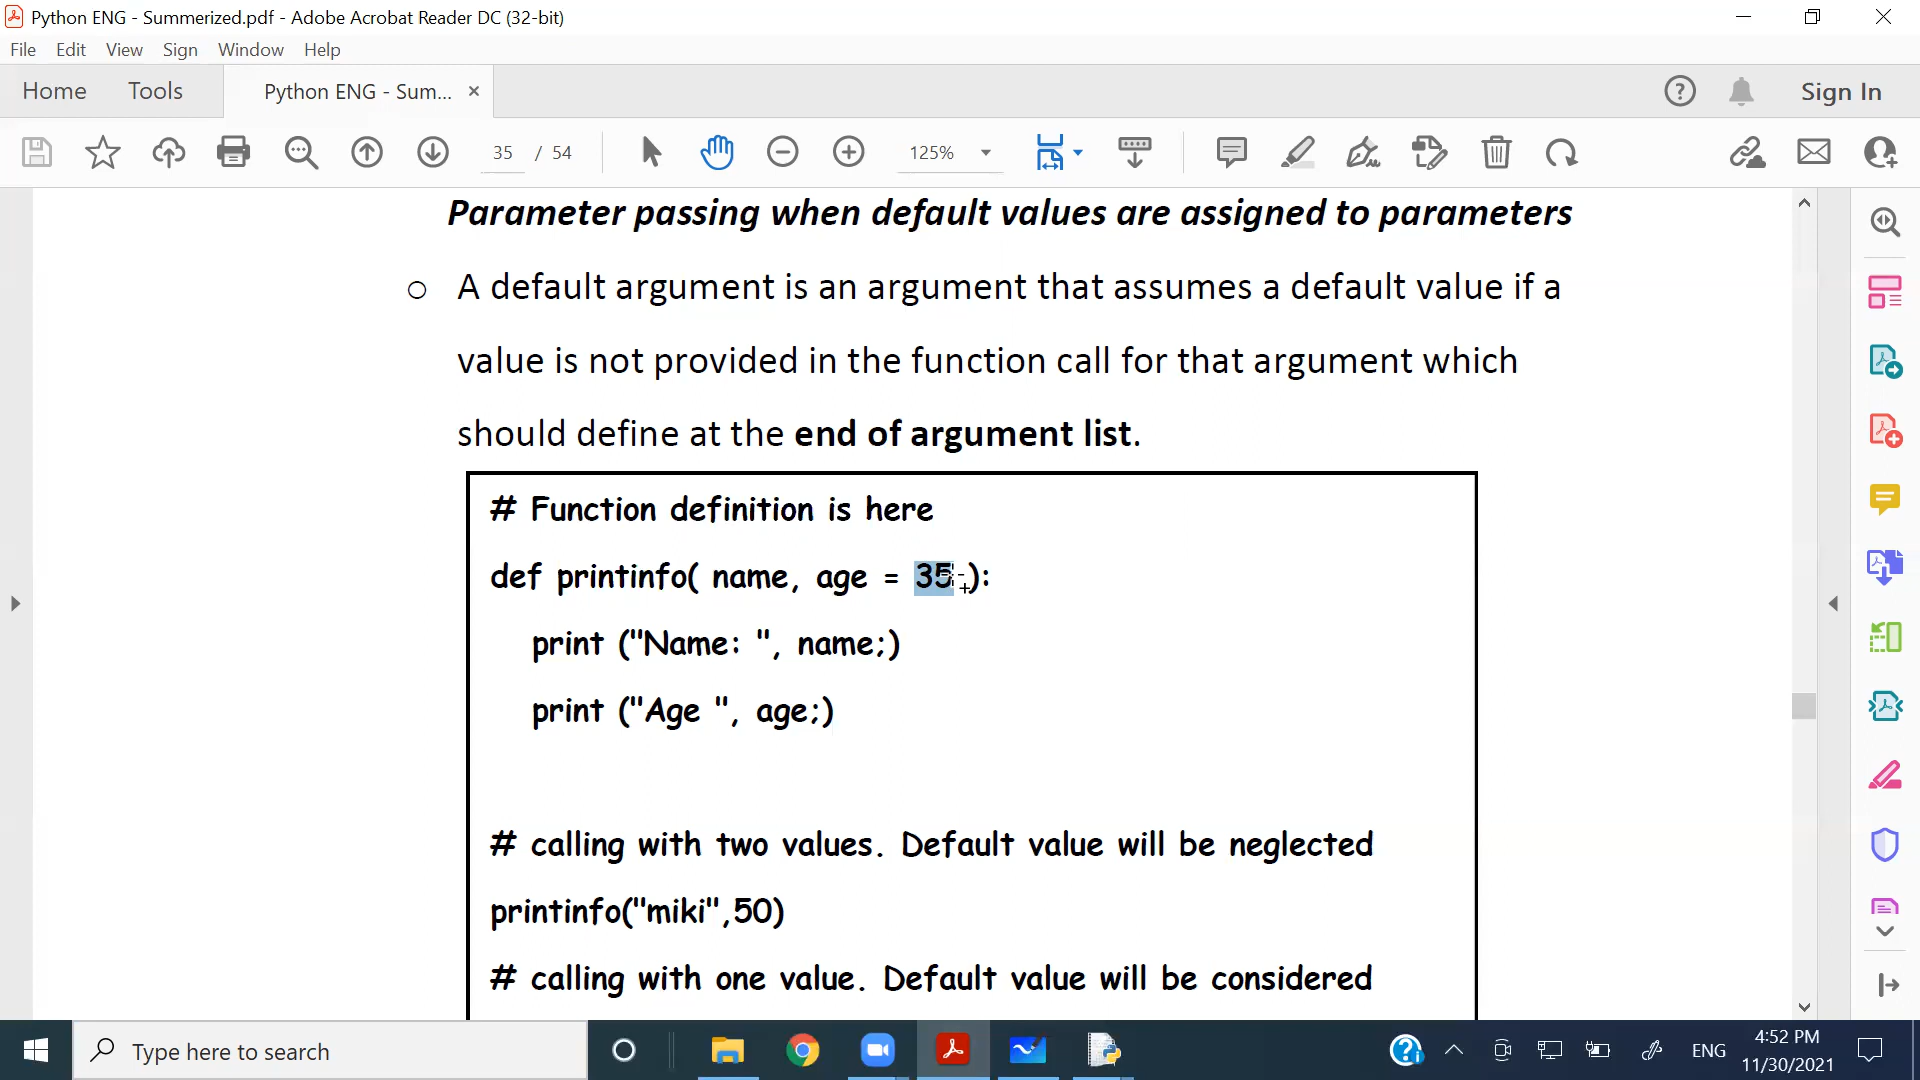 Python ENG - Summerized.pdf - Adobe Acrobat Reader DC (32-bit)
File Edit View Sign Window Help
Home Tools Python ENG - Sum... × Sign In
35 / 54 125%
Parameter passing when default values are assigned to parameters
o A default argument is an argument that assumes a default value if a
value is not provided in the function call for that argument which
should define at the end of argument list.
# Function definition is here
def printinfo( name, age = 35 ):
print ("Name: ", name;)
print ("Age ", age;)
# calling with two values. Default value will be neglected
printinfo("miki",50)
# calling with one value. Default value will be considered
Type here to search
ENG
4:52 PM
11/30/2021